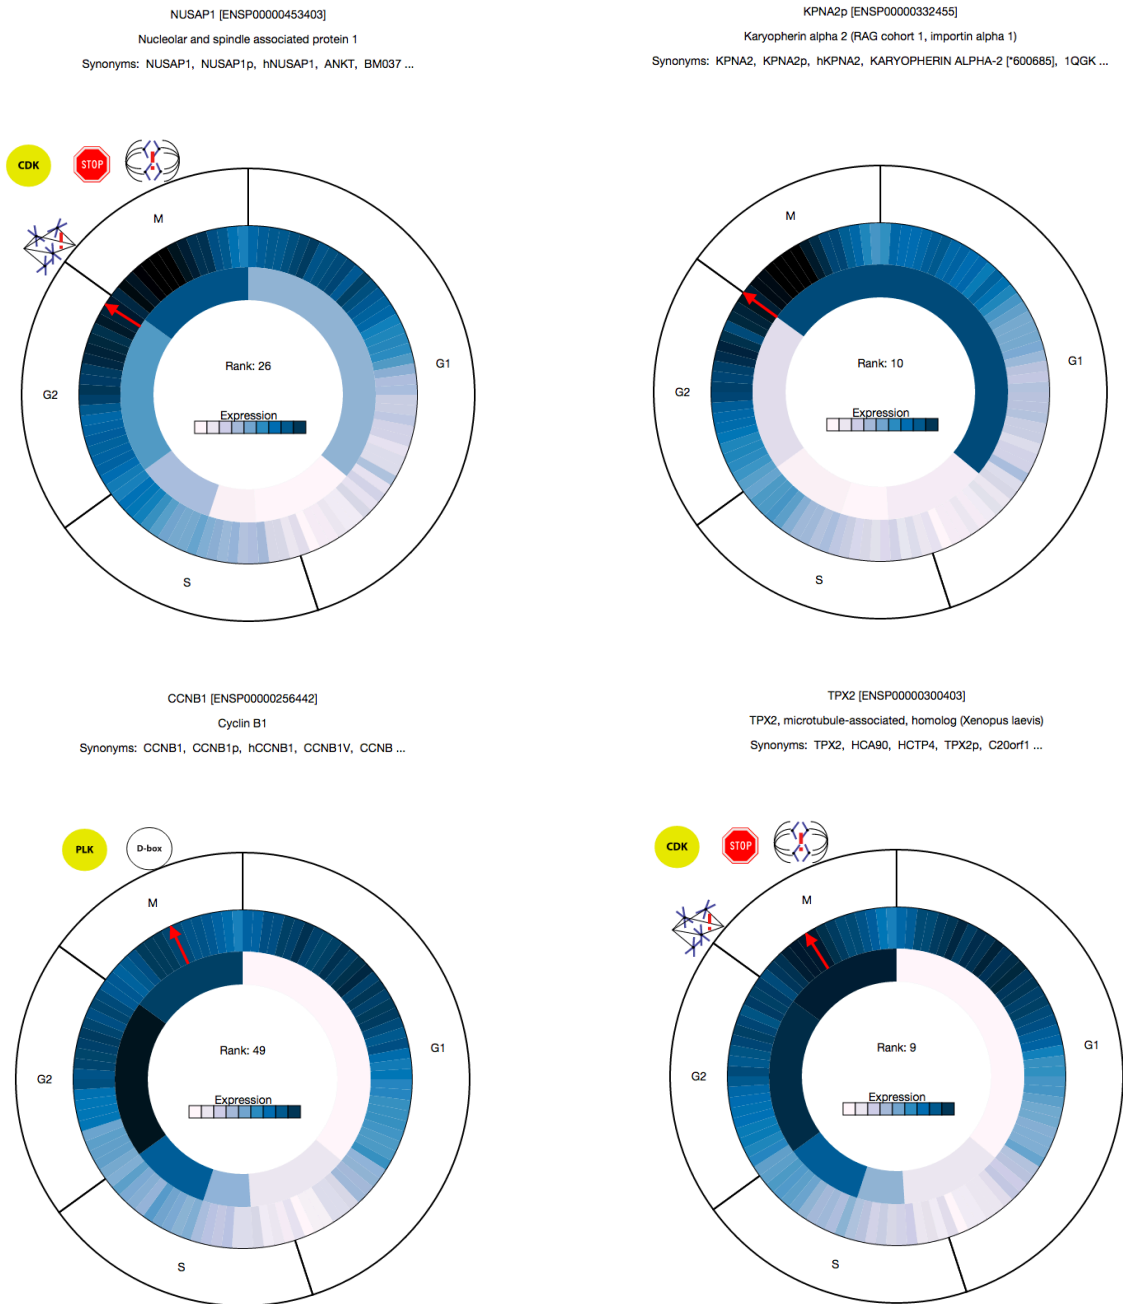 NUSAP1 [ENSP00000453403]
Nucleolar and spindle associated protein 1
Synonyms: NUSAP1, NUSAP1p, hNUSAP1, ANKT, BM037 ...
CDK
STOP
M
G1
G2
S
Rank: 26
Expression
KPNA2p [ENSP00000332455]
Karyopherin alpha 2 (RAG cohort 1, importin alpha 1)
Synonyms: KPNA2, KPNA2p, hKPNA2, KARYOPHERIN ALPHA-2 [*600685], 1QGK ...
M
G1
G2
S
Rank: 10
Expression
CCNB1 [ENSP00000256442]
Cyclin B1
Synonyms: CCNB1, CCNB1p, hCCNB1, CCNB1V, CCNB ...
PLK
D-box
M
G1
G2
S
Rank: 49
Expression
TPX2 [ENSP00000300403]
TPX2, microtubule-associated, homolog (Xenopus laevis)
Synonyms: TPX2, HCA90, HCTP4, TPX2p, C20orf1 ...
CDK
STOP
M
G1
G2
S
Rank: 9
Expression